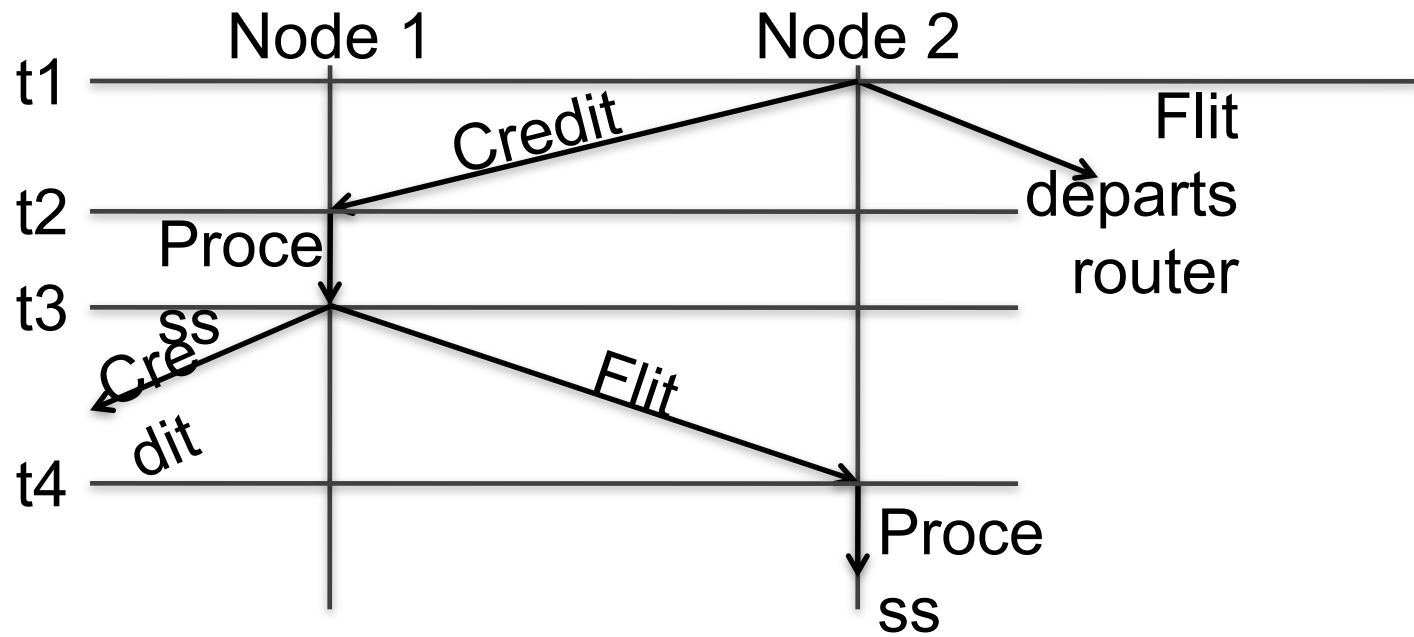 Node 1
Node 2
t1
Credit
Flit
departs
router
t2
Proce
ss
t3
Cre
dit
Flit
t4
Proce
ss